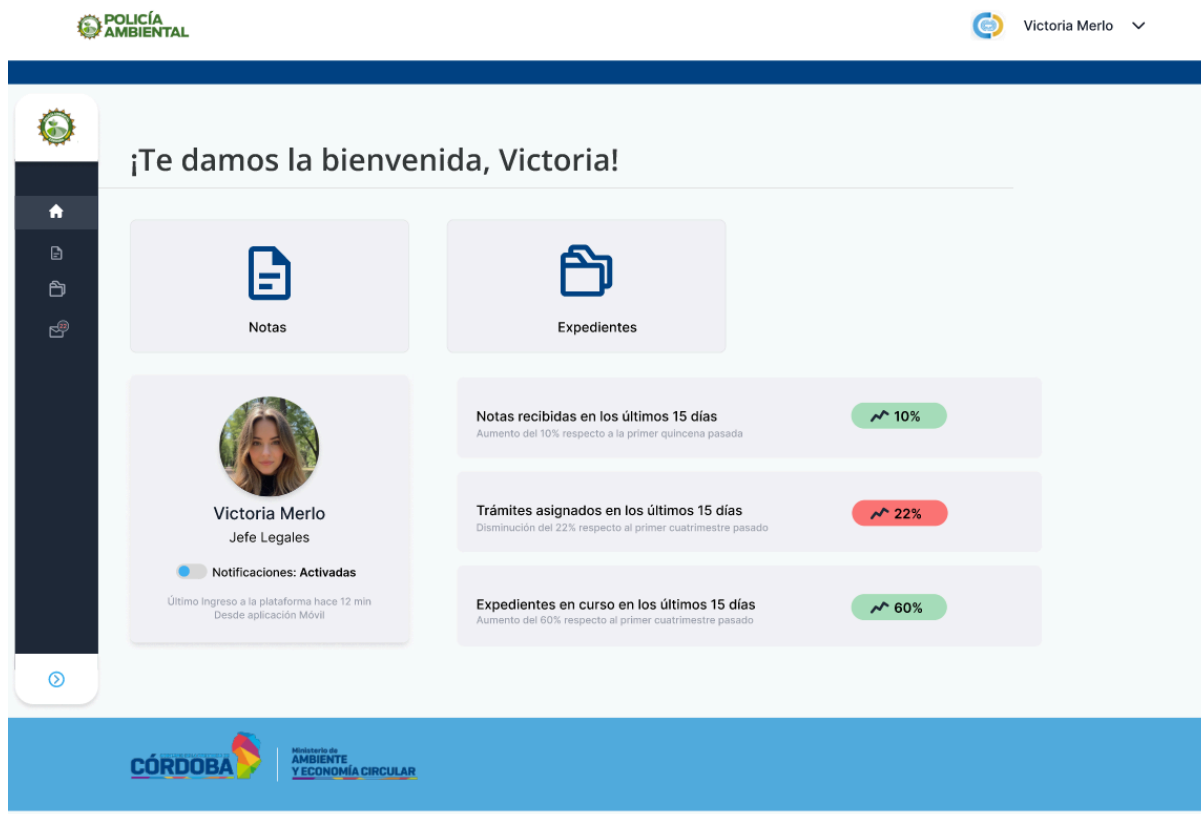 POLICÍA
AMBIENTAL
Victoria Merlo
¡Te damos la bienvenida, Victoria!
Notas
Expedientes
22
Victoria Merlo
Jefe Legales
Notificaciones: Activadas
Último Ingreso a la plataforma hace 12 min
Desde aplicación Móvil
Notas recibidas en los últimos 15 días
Aumento del 10% respecto a la primer quincena pasada
10%
Trámites asignados en los últimos 15 días
Disminución del 22% respecto al primer cuatrimestre pasado
22%
Expedientes en curso en los últimos 15 días
Aumento del 60% respecto al primer cuatrimestre pasado
60%
CÓRDOBA
Ministerio de
AMBIENTE
Y ECONOMÍA CIRCULAR